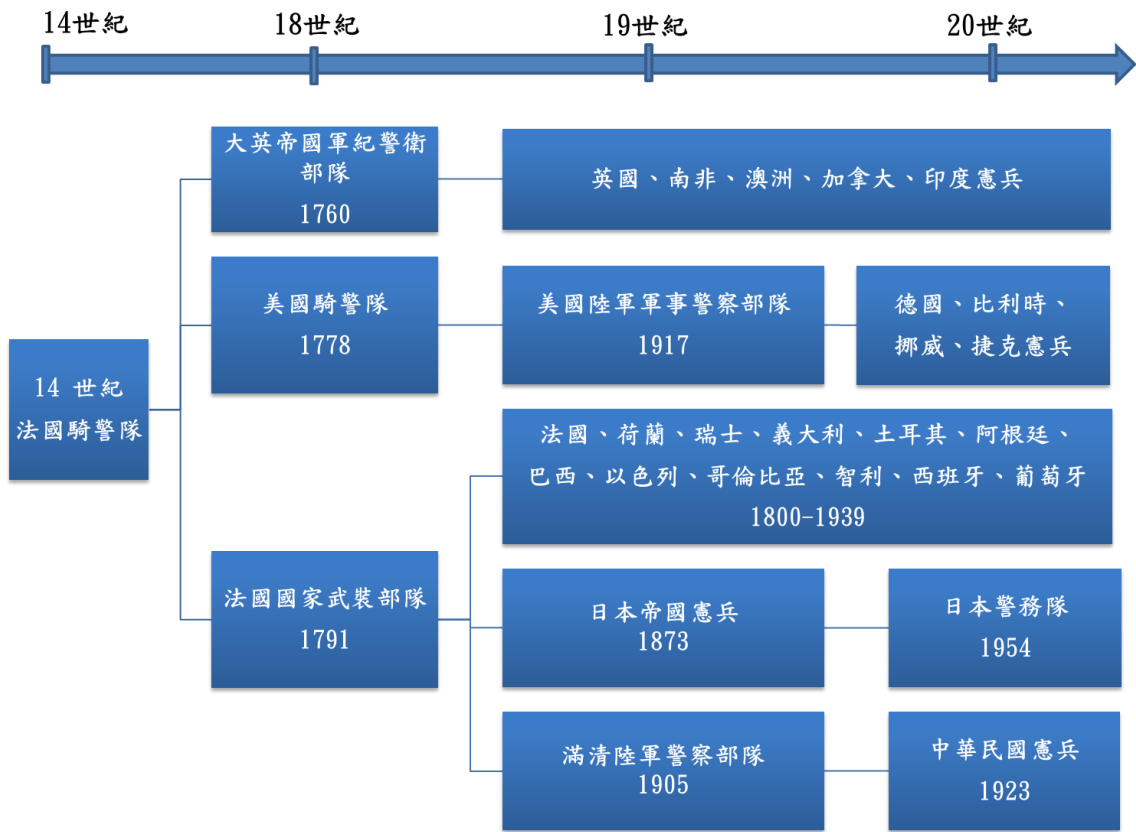 14世紀
18世紀
19世紀
20世紀
14 世紀
法國騎警隊
大英帝國軍紀警衛
部隊
1760
英國、南非、澳洲、加拿大、印度憲兵
美國騎警隊
1778
美國陸軍軍事警察部隊
1917
德國、比利時、
挪威、捷克憲兵
法國國家武裝部隊
1791
法國、荷蘭、瑞士、義大利、土耳其、阿根廷、
巴西、以色列、哥倫比亞、智利、西班牙、葡萄牙
1800-1939
日本帝國憲兵
1873
日本警務隊
1954
滿清陸軍警察部隊
1905
中華民國憲兵
1923